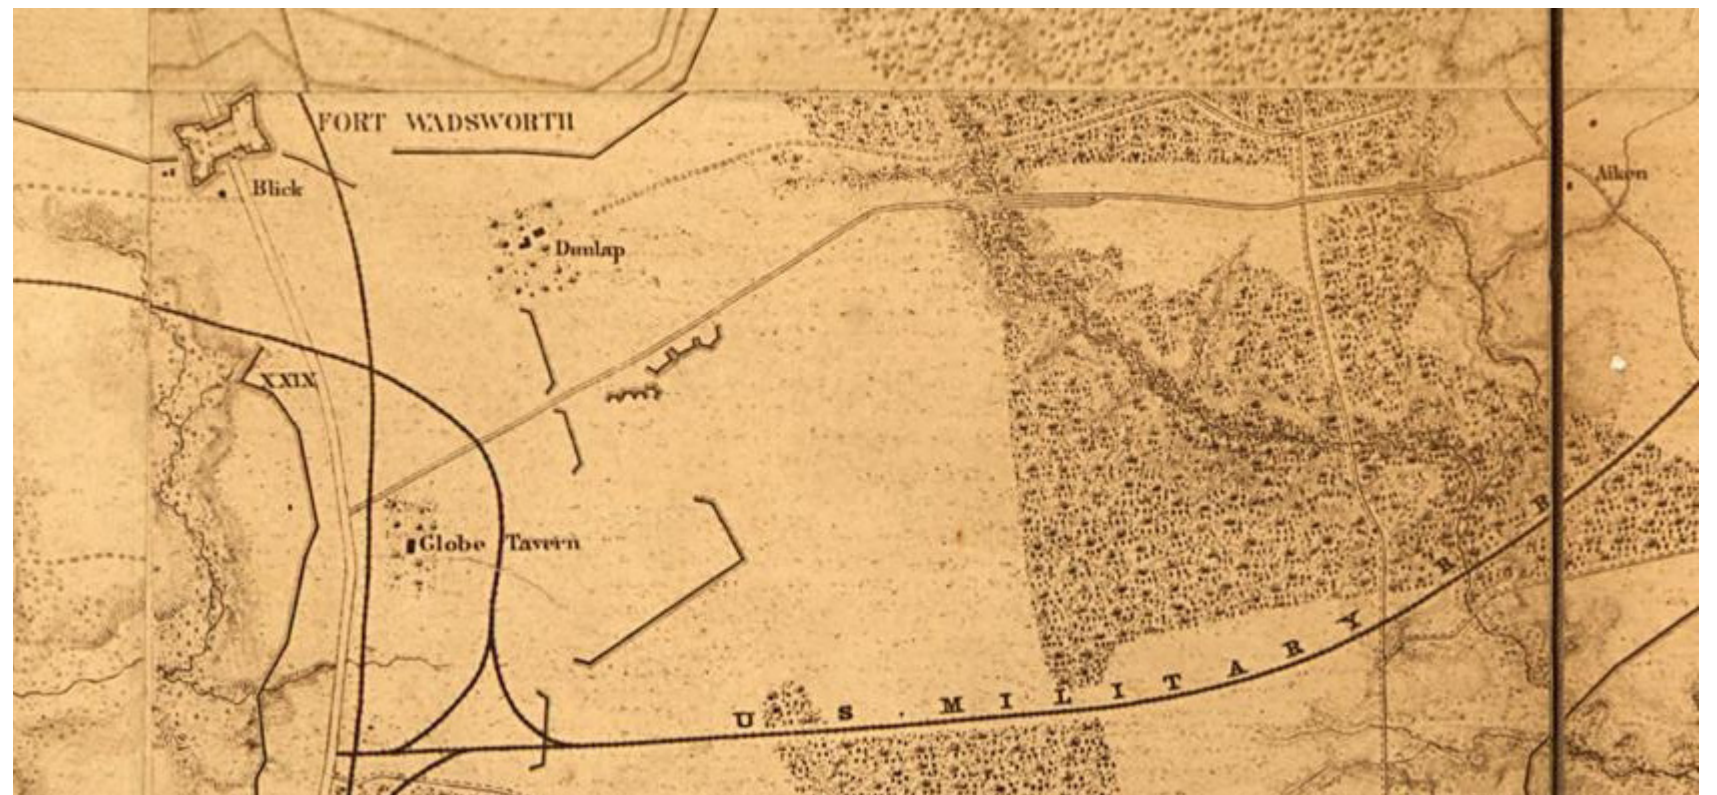 FORT WADSWORTH
Blick
Aiken
Dunlap
XXIX
Globe Tavern
U S. MILITARY R R